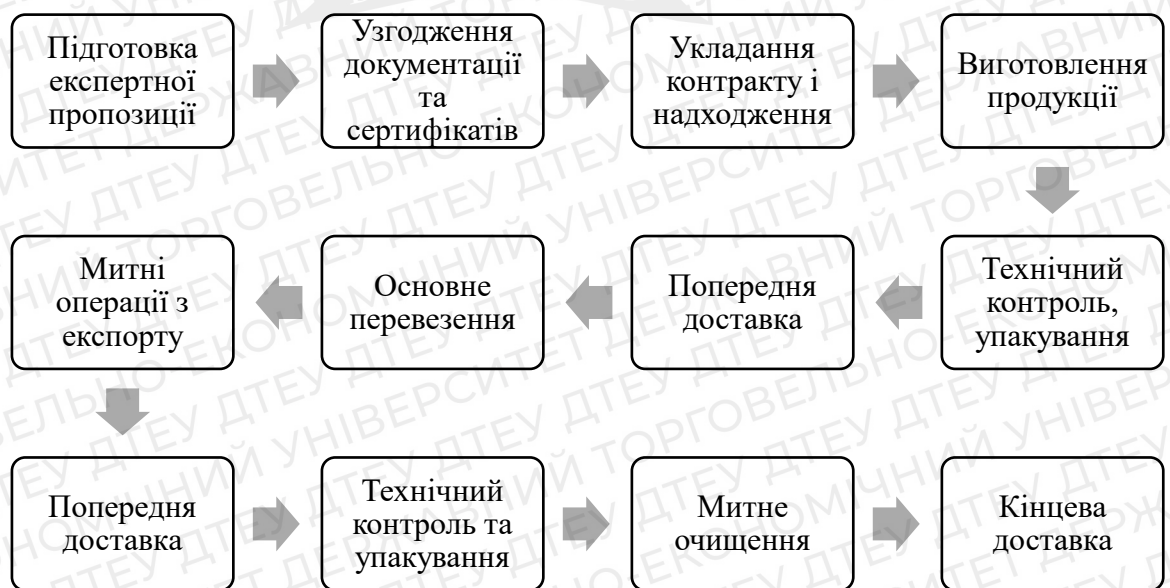 Підготовка
експертної
пропозиції
Узгодження
документації
та
сертифікатів
Укладання
контракту і
надходження
Виготовлення
продукції
Технічний
контроль,
упакування
Попередня
доставка
Основне
перевезення
Митні
операції з
експорту
Попередня
доставка
Технічний
контроль та
упакування
Митне
очищення
Кінцева
доставка